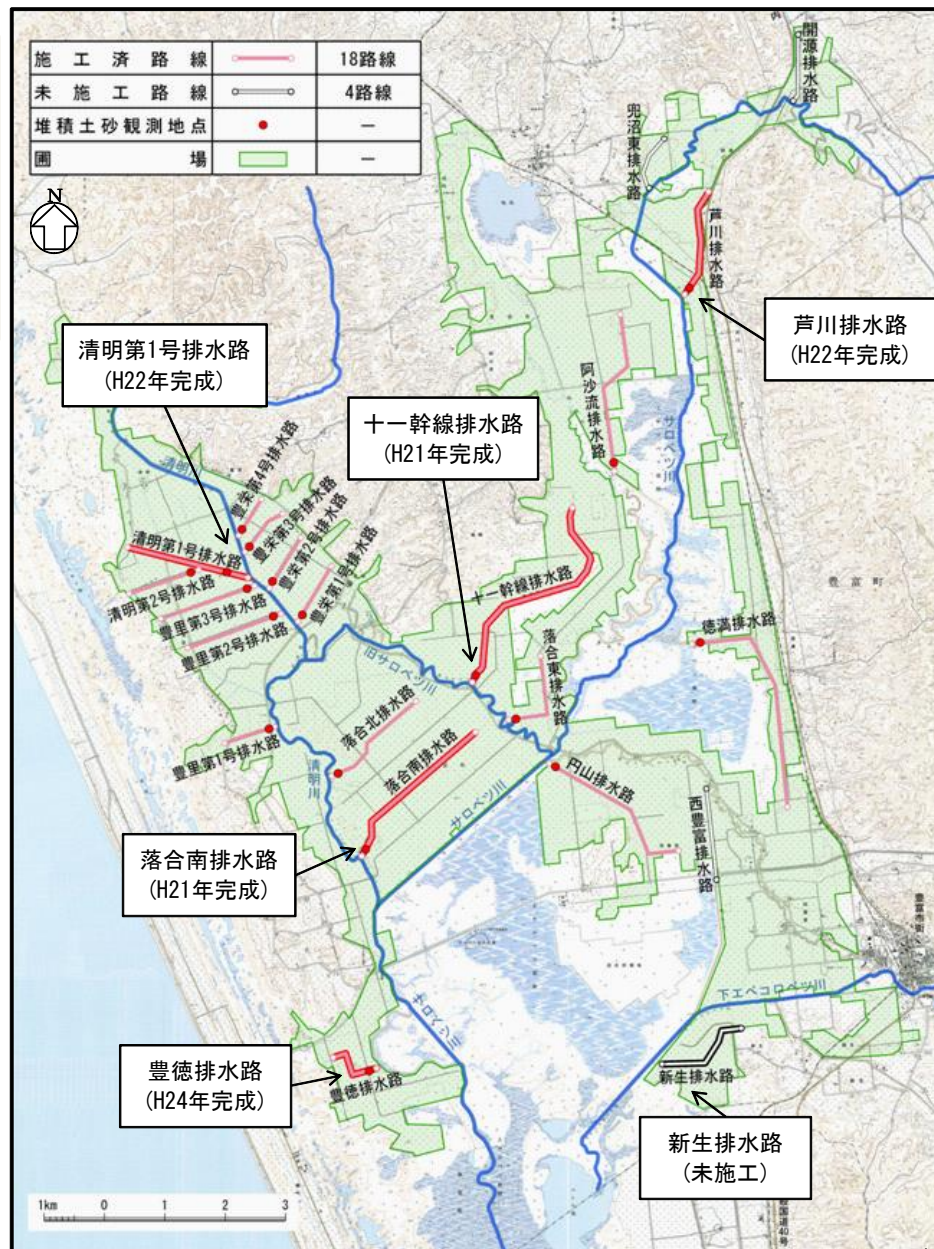 施工済路線 18路線
未施工路線 4路線
堆積土砂観測地点 ―
圃場 ―
N
開源排水路
兜沼東排水路
芦川排水路
芦川排水路
(H22年完成)
清明第1号排水路
(H22年完成)
十一幹線排水路
(H21年完成)
阿沙流排水路
サロベツ川
清明川
豊栄第4号排水路
豊栄第3号排水路
豊栄第2号排水路
豊栄第1号排水路
清明第1号排水路
清明第2号排水路
豊里第3号排水路
豊里第2号排水路
十一幹線排水路
豊富町
徳満排水路
旧サロベツ川
落合東排水路
落合北排水路
豊里第1号排水路
落合南排水路
清明川
サロベツ川
円山排水路
西豊富排水路
落合南排水路
(H21年完成)
豊富市街
下エベコロベツ川
サロベツ川
豊徳排水路
(H24年完成)
豊徳排水路
新生排水路
新生排水路
(未施工)
1km 0 1 2 3
国道40号